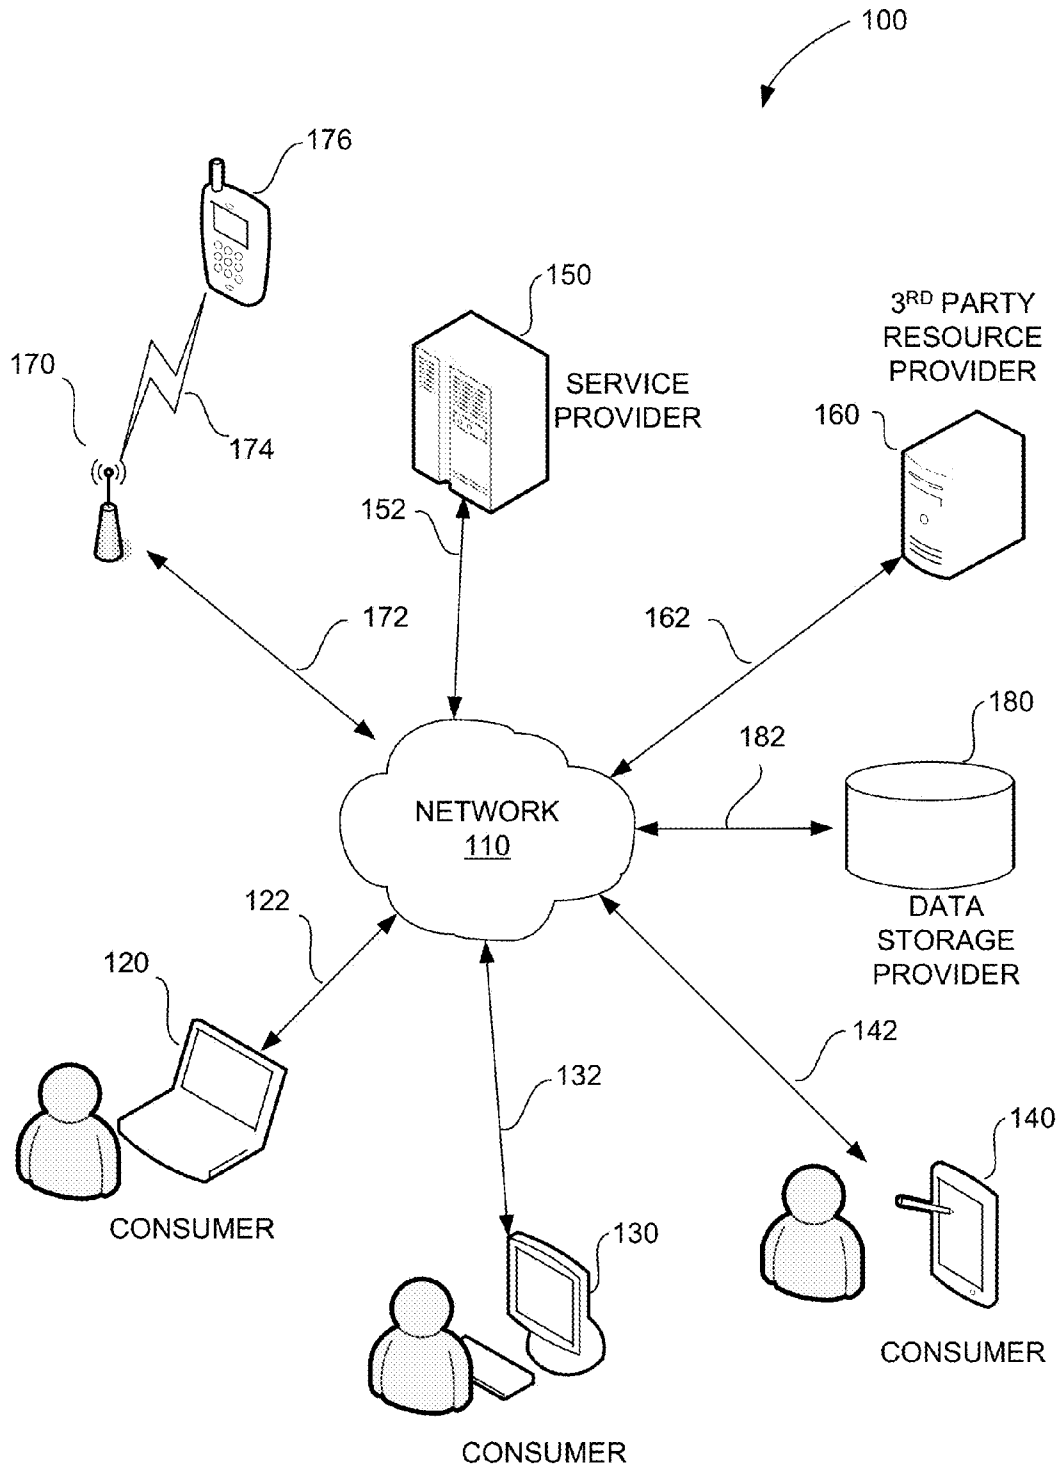 100
176
150
3RD PARTY
RESOURCE
PROVIDER
170
SERVICE
PROVIDER
160
174
152
172
162
180
182
NETWORK
110
122
DATA
STORAGE
PROVIDER
120
142
132
140
CONSUMER
130
CONSUMER
CONSUMER